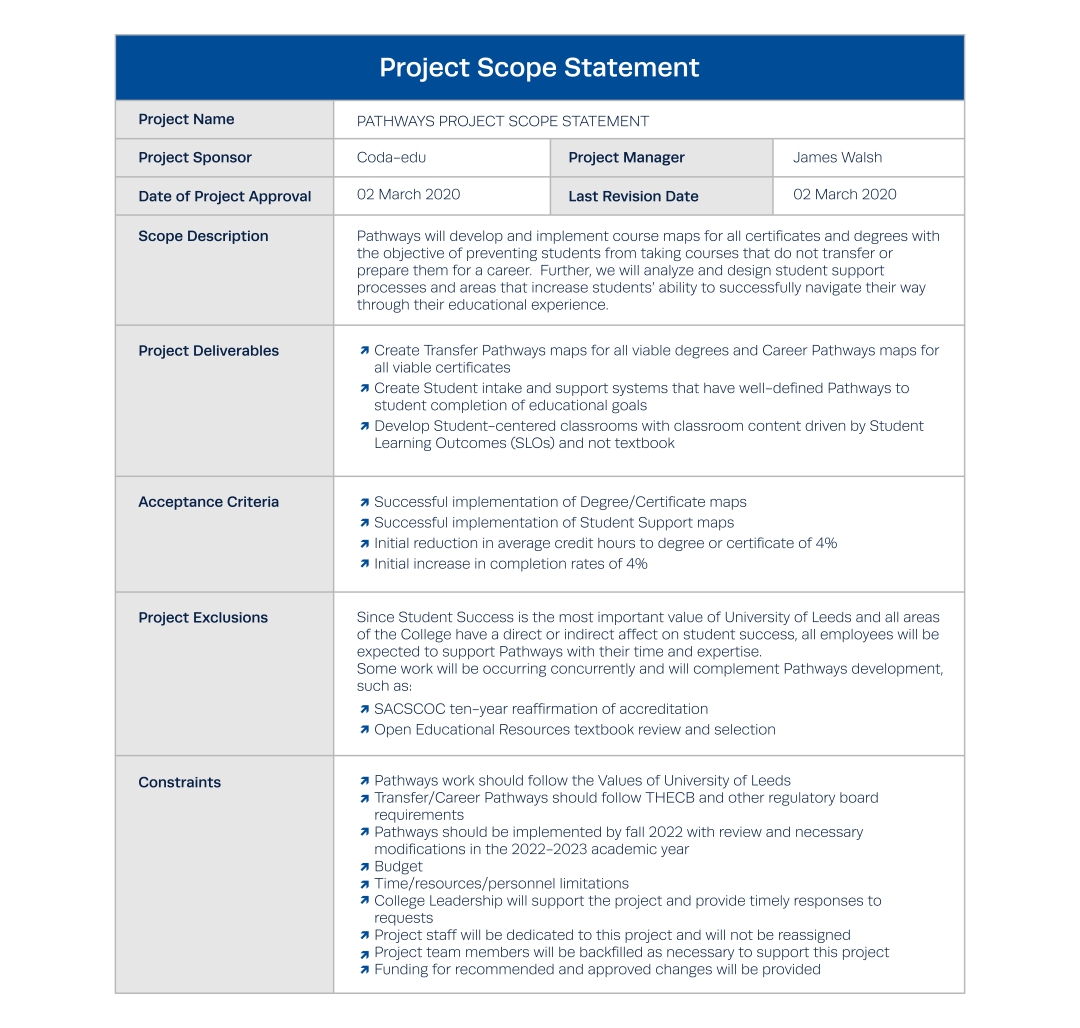 Project Scope Statement
Project Name
PATHWAYS PROJECT SCOPE STATEMENT
Project Sponsor
Coda-edu
Project Manager
James Walsh
Date of Project Approval
02 March 2020
Last Revision Date
02 March 2020
Scope Description
Pathways will develop and implement course maps for all certificates and degrees with
the objective of preventing students from taking courses that do not transfer or
prepare them for a career.  Further, we will analyze and design student support
processes and areas that increase students’ ability to successfully navigate their way
through their educational experience.
Project Deliverables
Create Transfer Pathways maps for all viable degrees and Career Pathways maps for
all viable certificates
Create Student intake and support systems that have well-defined Pathways to
student completion of educational goals
Develop Student-centered classrooms with classroom content driven by Student
Learning Outcomes (SLOs) and not textbook
Acceptance Criteria
Successful implementation of Degree/Certificate maps
Successful implementation of Student Support maps
Initial reduction in average credit hours to degree or certificate of 4%
Initial increase in completion rates of 4%
Project Exclusions
Since Student Success is the most important value of University of Leeds and all areas
of the College have a direct or indirect affect on student success, all employees will be
expected to support Pathways with their time and expertise.
Some work will be occurring concurrently and will complement Pathways development,
such as:
SACSCOC ten-year reaffirmation of accreditation
Open Educational Resources textbook review and selection
Constraints
Pathways work should follow the Values of University of Leeds
Transfer/Career Pathways should follow THECB and other regulatory board
requirements
Pathways should be implemented by fall 2022 with review and necessary
modifications in the 2022-2023 academic year
Budget
Time/resources/personnel limitations
College Leadership will support the project and provide timely responses to
requests
Project staff will be dedicated to this project and will not be reassigned
Project team members will be backfilled as necessary to support this project
Funding for recommended and approved changes will be provided